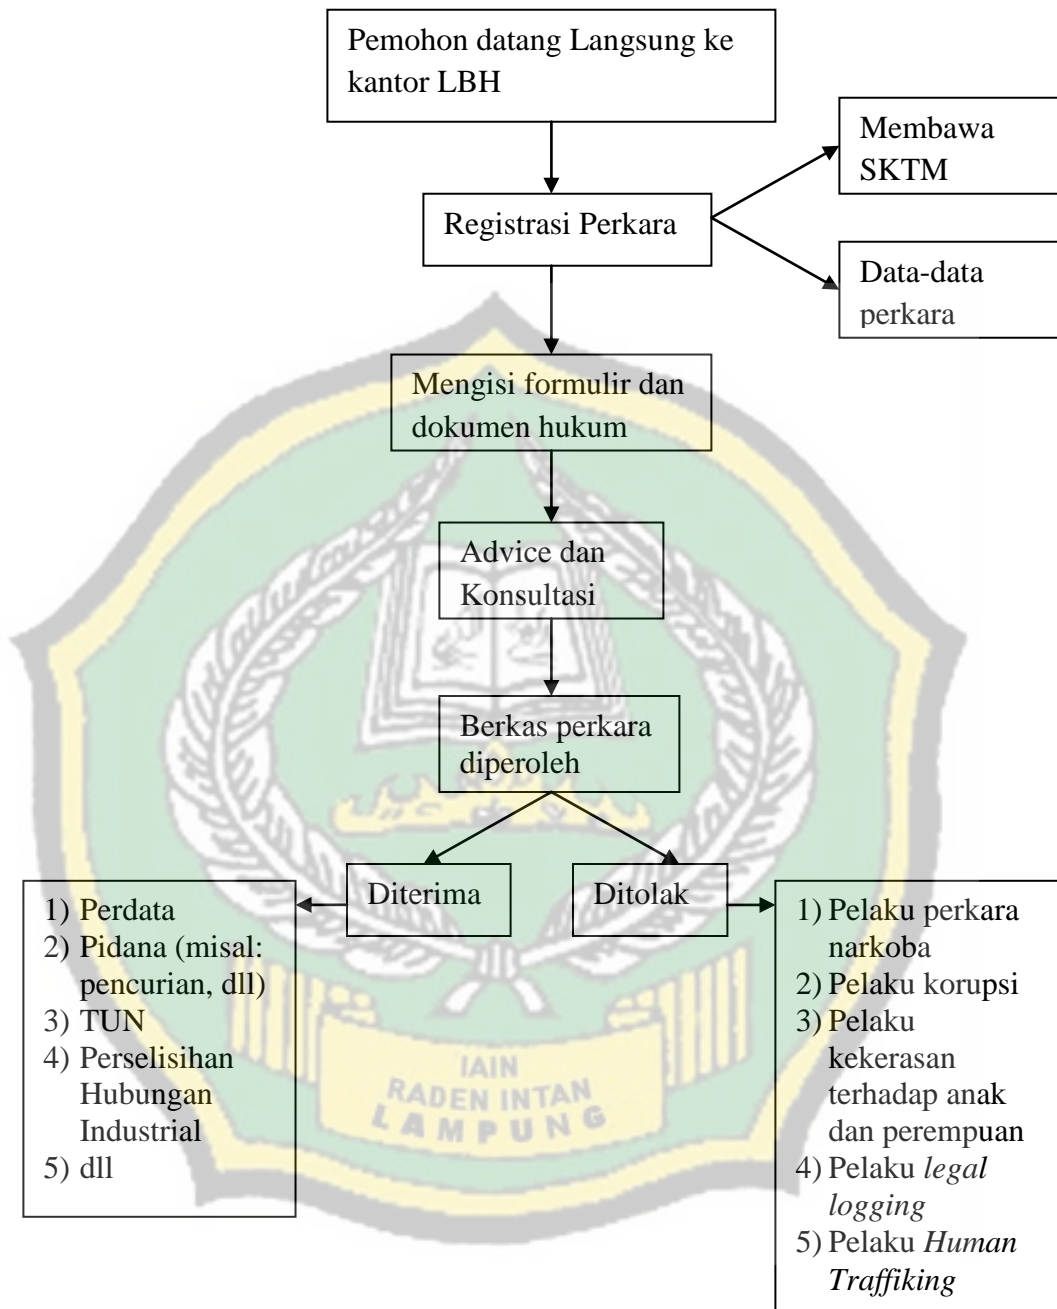 Pemohon datang Langsung ke
kantor LBH
Membawa
SKTM
Registrasi Perkara
Data-data
perkara
Mengisi formulir dan
dokumen hukum
Advice dan
Konsultasi
Berkas perkara
diperoleh
Diterima
Ditolak
1) Perdata
2) Pidana (misal:
pencurian, dll)
3) TUN
4) Perselisihan
Hubungan
Industrial
5) dll
1) Pelaku perkara
narkoba
2) Pelaku korupsi
3) Pelaku
kekerasan
terhadap anak
dan perempuan
4) Pelaku legal
logging
5) Pelaku Human
Traffiking
IAIN
RADEN INTAN
LAMPUNG